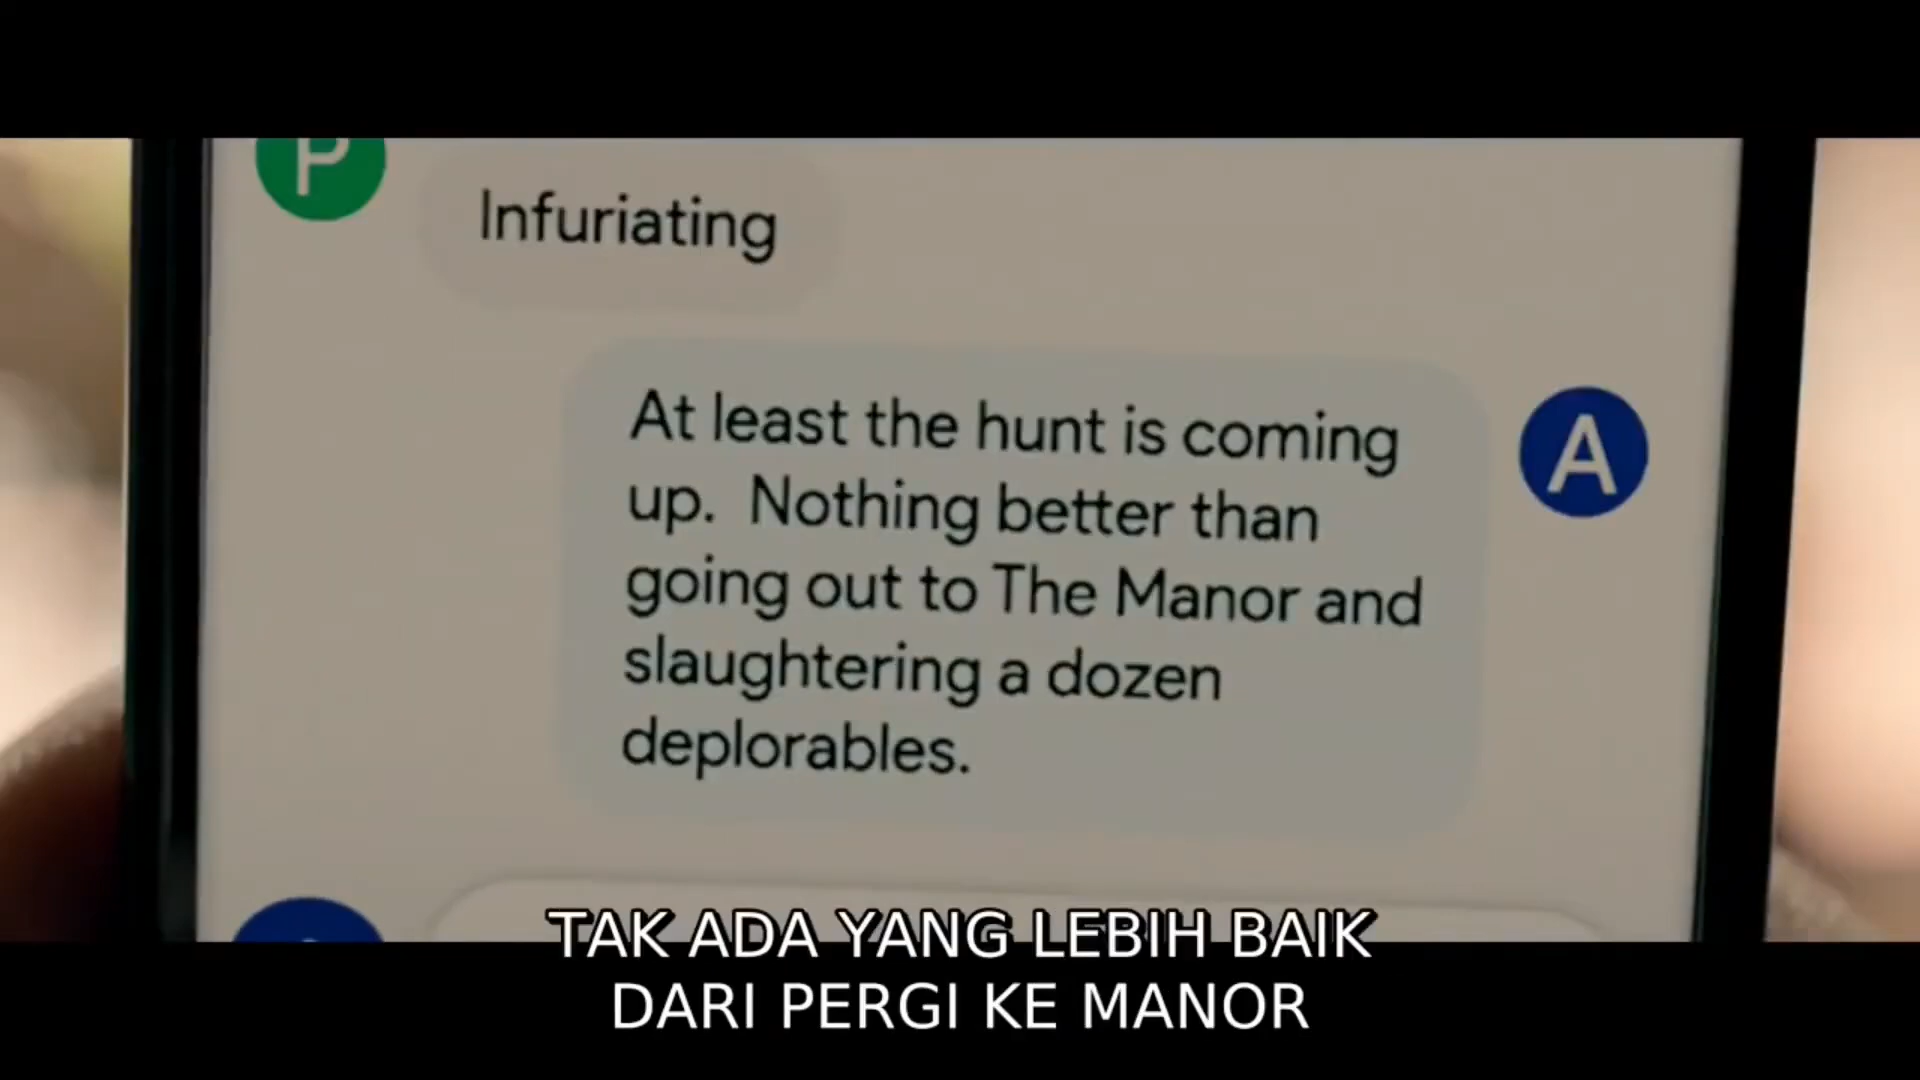 P
Infuriating
At least the hunt is coming
up. Nothing better than
going out to The Manor and
slaughtering a dozen
deplorables.
A
TAK ADA YANG LEBIH BAIK
DARI PERGI KE MANOR